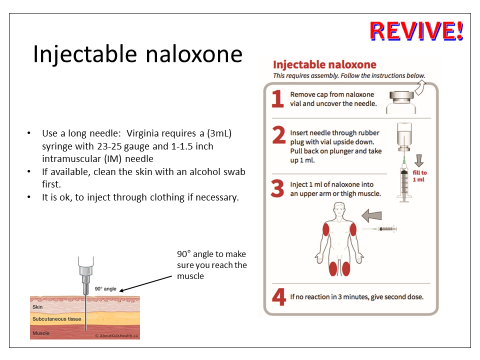 REVIVE!
Injectable naloxone
• Use a long needle:  Virginia requires a (3mL)
syringe with 23-25 gauge and 1-1.5 inch
intramuscular (IM) needle
• If available, clean the skin with an alcohol swab
first.
• It is ok, to inject through clothing if necessary.
90° angle to make
sure you reach the
muscle
90° angle
Skin
Subcutaneous tissue
Muscle
Injectable naloxone
This requires assembly. Follow the instructions below.
1 Remove cap from naloxone
vial and uncover the needle.
2 Insert needle through rubber
plug with vial upside down.
Pull back on plunger and take
up 1 ml.
fill to
1 ml
3 Inject 1 ml of naloxone into
an upper arm or thigh muscle.
4 If no reaction in 3 minutes, give second dose.